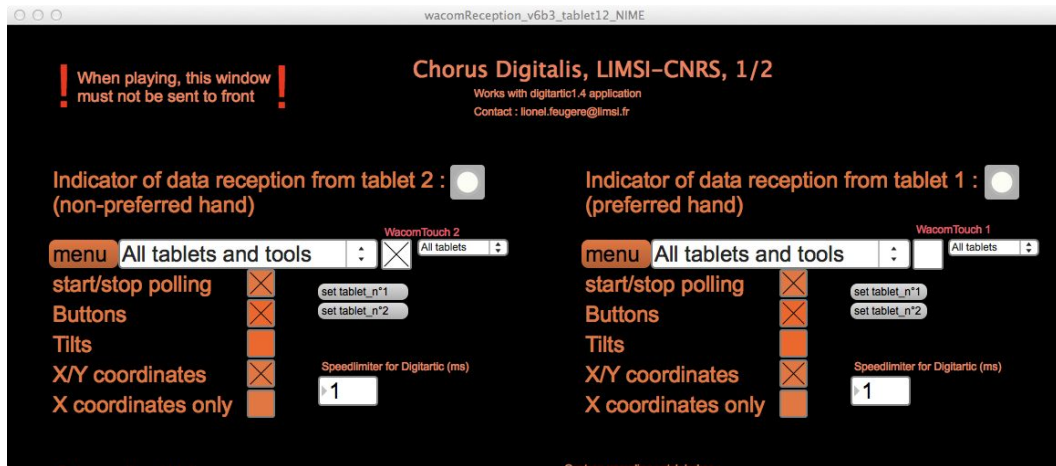 wacomReception_v6b3_tablet12_NIME
! When playing, this window !
must not be sent to front
Chorus Digitalis, LIMSI-CNRS, 1/2
Works with digitartic1.4 application
Contact : lionel.feugere@limsi.fr
Indicator of data reception from tablet 2 :
(non-preferred hand)
WacomTouch 2
menu All tablets and tools All tablets
start/stop polling
set tablet_n°1
Buttons
set tablet_n°2
Tilts
X/Y coordinates
Speedlimiter for Digitartic (ms)
1
X coordinates only
Indicator of data reception from tablet 1 :
(preferred hand)
WacomTouch 1
menu All tablets and tools All tablets
start/stop polling
set tablet_n°1
Buttons
set tablet_n°2
Tilts
X/Y coordinates
Speedlimiter for Digitartic (ms)
1
X coordinates only